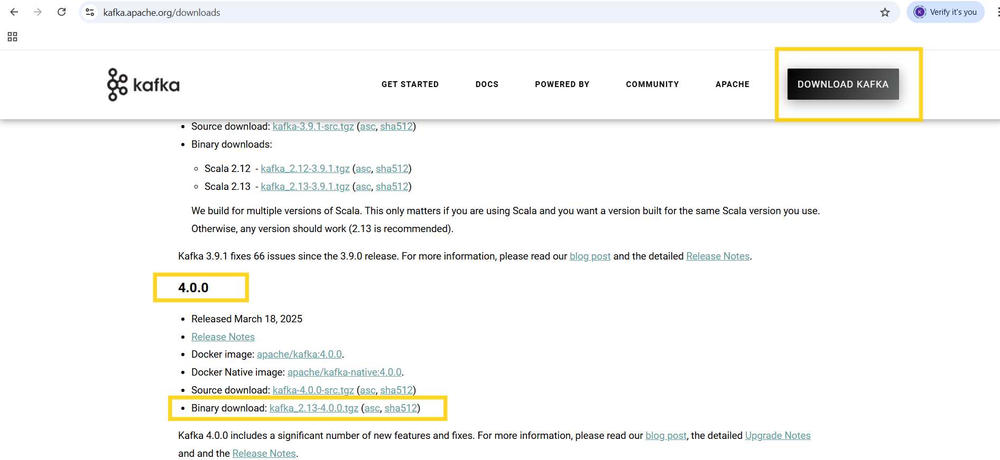 kafka.apache.org/downloads
K Verify it's you
kafka
GET STARTED DOCS POWERED BY COMMUNITY APACHE DOWNLOAD KAFKA
• Source download: kafka-3.9.1-src.tgz (asc, sha512)
• Binary downloads:
◦ Scala 2.12 - kafka_2.12-3.9.1.tgz (asc, sha512)
◦ Scala 2.13 - kafka_2.13-3.9.1.tgz (asc, sha512)
We build for multiple versions of Scala. This only matters if you are using Scala and you want a version built for the same Scala version you use.
Otherwise, any version should work (2.13 is recommended).
Kafka 3.9.1 fixes 66 issues since the 3.9.0 release. For more information, please read our blog post and the detailed Release Notes.
4.0.0
• Released March 18, 2025
• Release Notes
• Docker image: apache/kafka:4.0.0.
• Docker Native image: apache/kafka-native:4.0.0.
• Source download: kafka-4.0.0-src.tgz (asc, sha512)
• Binary download: kafka_2.13-4.0.0.tgz (asc, sha512)
Kafka 4.0.0 includes a significant number of new features and fixes. For more information, please read our blog post, the detailed Upgrade Notes
and and the Release Notes.